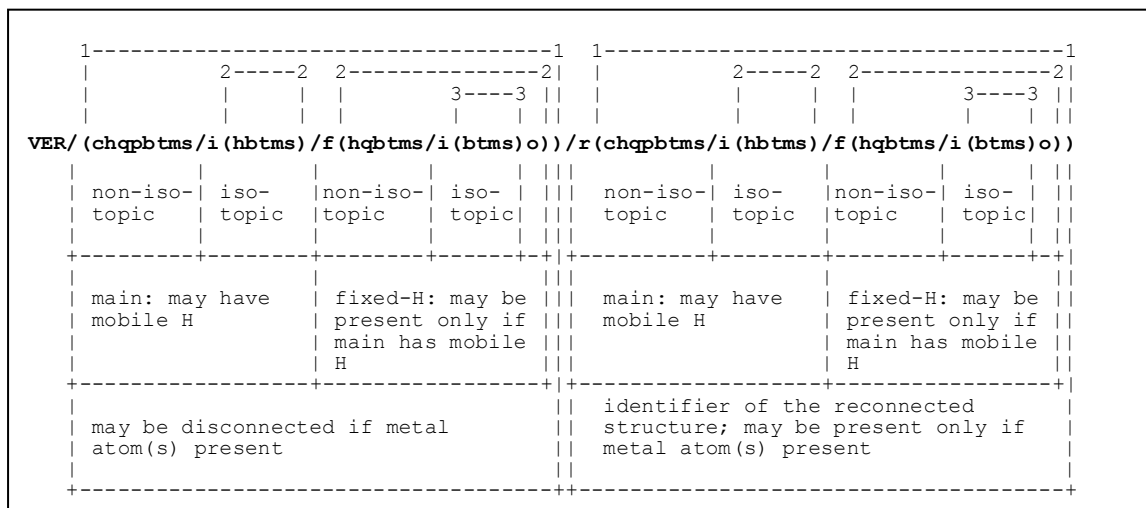 1-----------------------------------1 1-----------------------------------1
| 2-----2 2---------------2| | 2-----2 2---------------2|
| | | | 3----3 || | | | | 3----3 ||
| | | | | | || | | | | | | ||
VER/(chqpbtms/i(hbtms)/f(hqbtms/i(btms)o))/r(chqpbtms/i(hbtms)/f(hqbtms/i(btms)o))
| | | | | ||| | | | | | ||
| non-iso-| iso- |non-iso-| iso- | ||| | non-iso-| iso- |non-iso-| iso- | ||
| topic | topic |topic | topic| ||| | topic | topic |topic | topic| ||
| | | | | ||| | | | | | ||
+---------+--------+--------+------+-+||+---------+--------+--------+------+-+|
| | ||| | | ||
| main: may have | fixed-H: may be ||| | main: may have | fixed-H: may be ||
| mobile H | present only if ||| | mobile H | present only if ||
| | main has mobile ||| | | main has mobile ||
| | H ||| | | H ||
+------------------+-----------------+||+------------------+-----------------+|
| || identifier of the reconnected |
| may be disconnected if metal || structure; may be present only if |
| atom(s) present || metal atom(s) present |
| || |
+-------------------------------------++--------------------------------------+